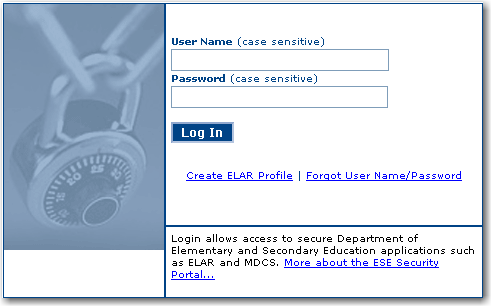 User Name (case sensitive)
Password (case sensitive)
Log In
Create ELAR Profile | Forgot User Name/Password
Login allows access to secure Department of
Elementary and Secondary Education applications such
as ELAR and MDCS. More about the ESE Security
Portal...